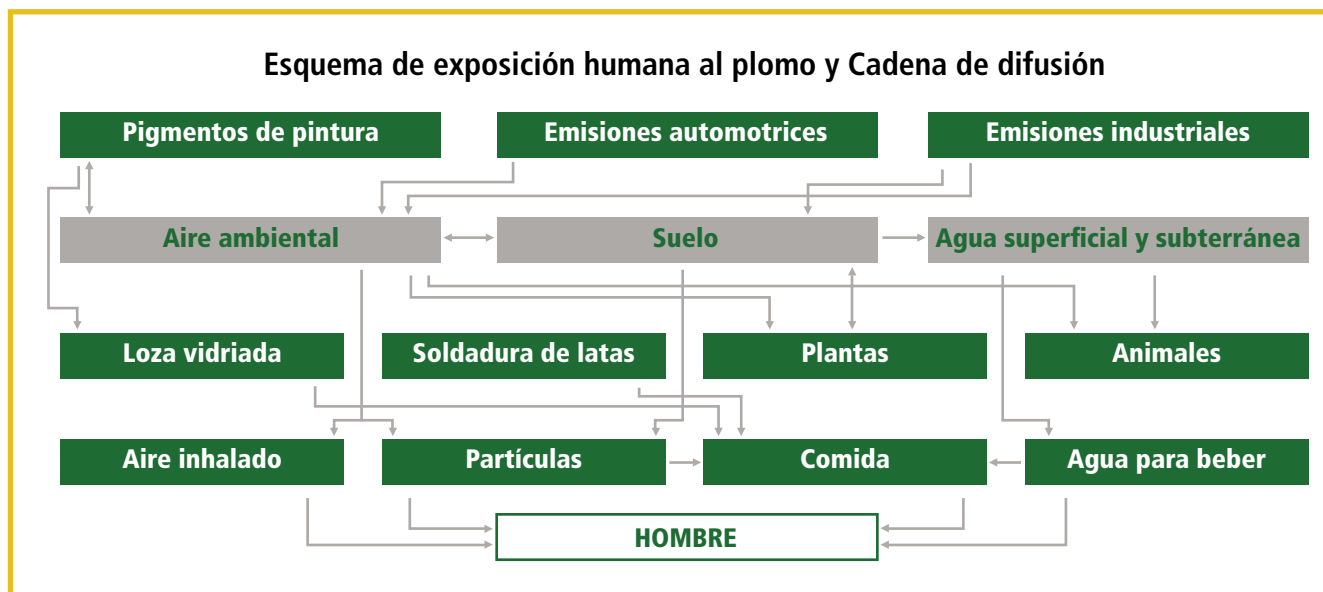 Esquema de exposición humana al plomo y Cadena de difusión
Pigmentos de pintura
Emisiones automotrices
Emisiones industriales
Aire ambiental
Suelo
Agua superficial y subterránea
Loza vidriada
Soldadura de latas
Plantas
Animales
Aire inhalado
Partículas
Comida
Agua para beber
HOMBRE